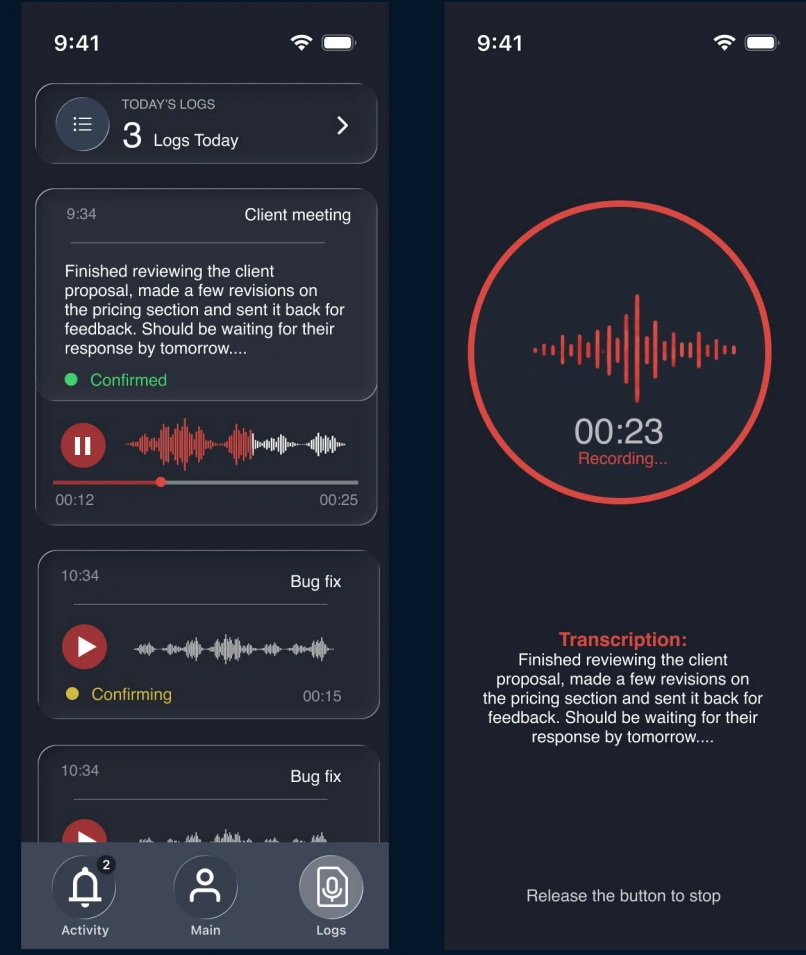 9:41
TODAY'S LOGS
3 Logs Today
9:34 Client meeting
Finished reviewing the client
proposal, made a few revisions on
the pricing section and sent it back for
feedback. Should be waiting for their
response by tomorrow....
Confirmed
00:12 00:25
10:34 Bug fix
Confirming 00:15
10:34 Bug fix
2
Activity Main Logs
9:41
00:23
Recording...
Transcription:
Finished reviewing the client
proposal, made a few revisions on
the pricing section and sent it back for
feedback. Should be waiting for their
response by tomorrow....
Release the button to stop